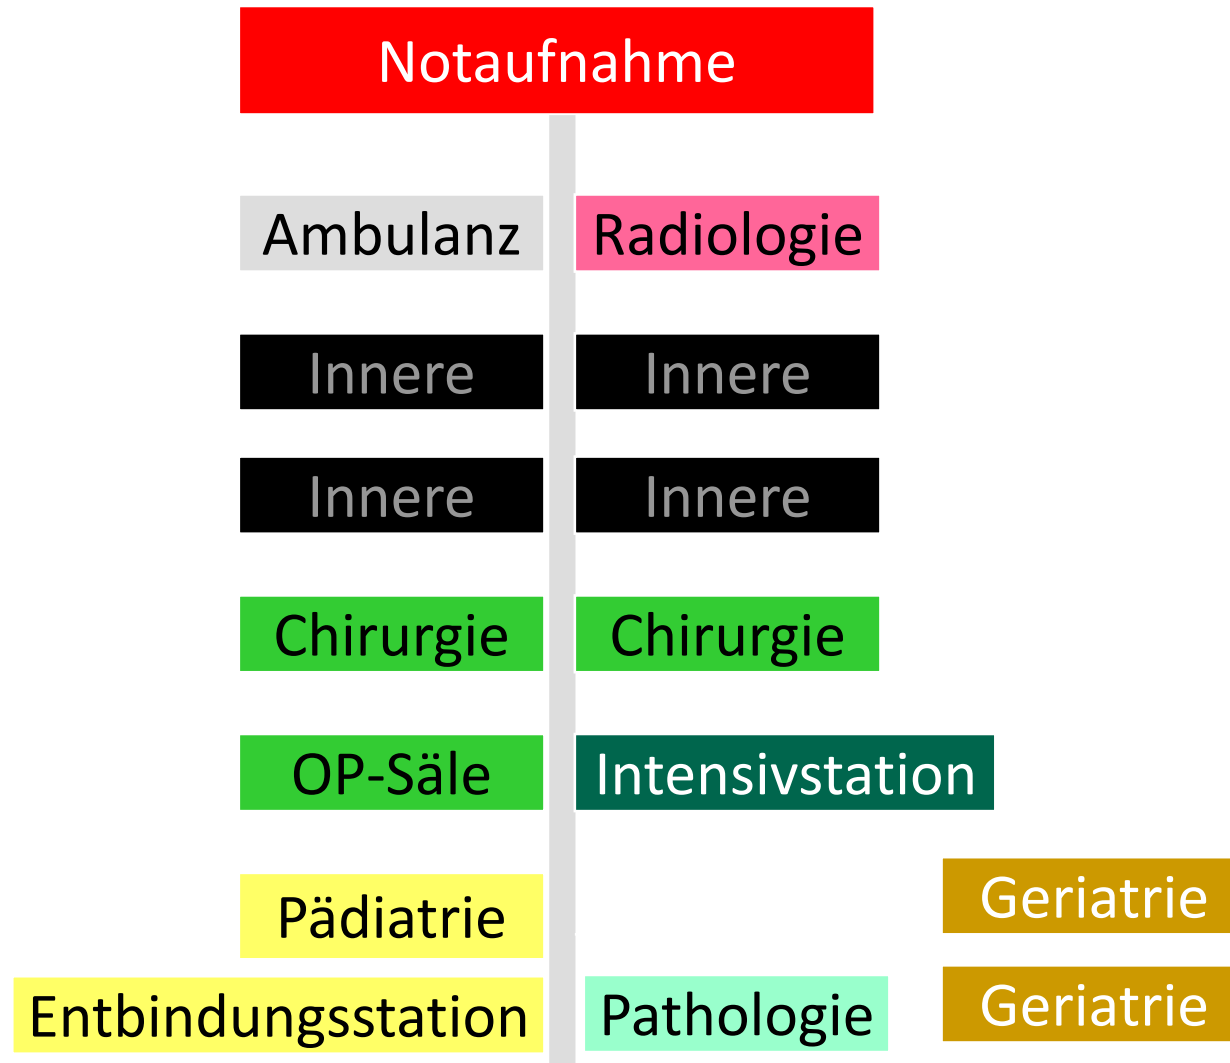 Notaufnahme
Ambulanz
Radiologie
Innere
Innere
Innere
Innere
Chirurgie
Chirurgie
OP-Säle
Intensivstation
Pädiatrie
Geriatrie
Entbindungsstation
Pathologie
Geriatrie